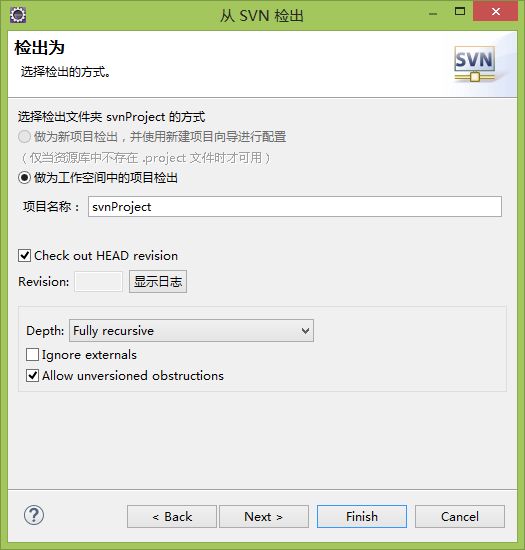 从 SVN 检出
检出为
选择检出的方式。
SVN
选择检出文件夹 svnProject 的方式
做为新项目检出，并使用新建项目向导进行配置
（仅当资源库中不存在 .project 文件时才可用）
做为工作空间中的项目检出
项目名称： svnProject
Check out HEAD revision
Revision: 显示日志
Depth: Fully recursive
Ignore externals
Allow unversioned obstructions
? < Back Next > Finish Cancel